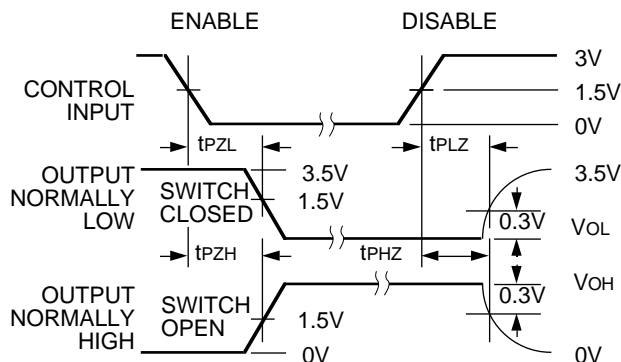 ENABLE DISABLE
3V
CONTROL
INPUT
1.5V
0V
tPZL tPLZ
OUTPUT
NORMALLY
LOW
SWITCH
CLOSED
3.5V
1.5V
3.5V
0.3V
VOL
tPZH tPHZ
VOH
OUTPUT
NORMALLY
HIGH
SWITCH
OPEN
0.3V
1.5V
0V
0V